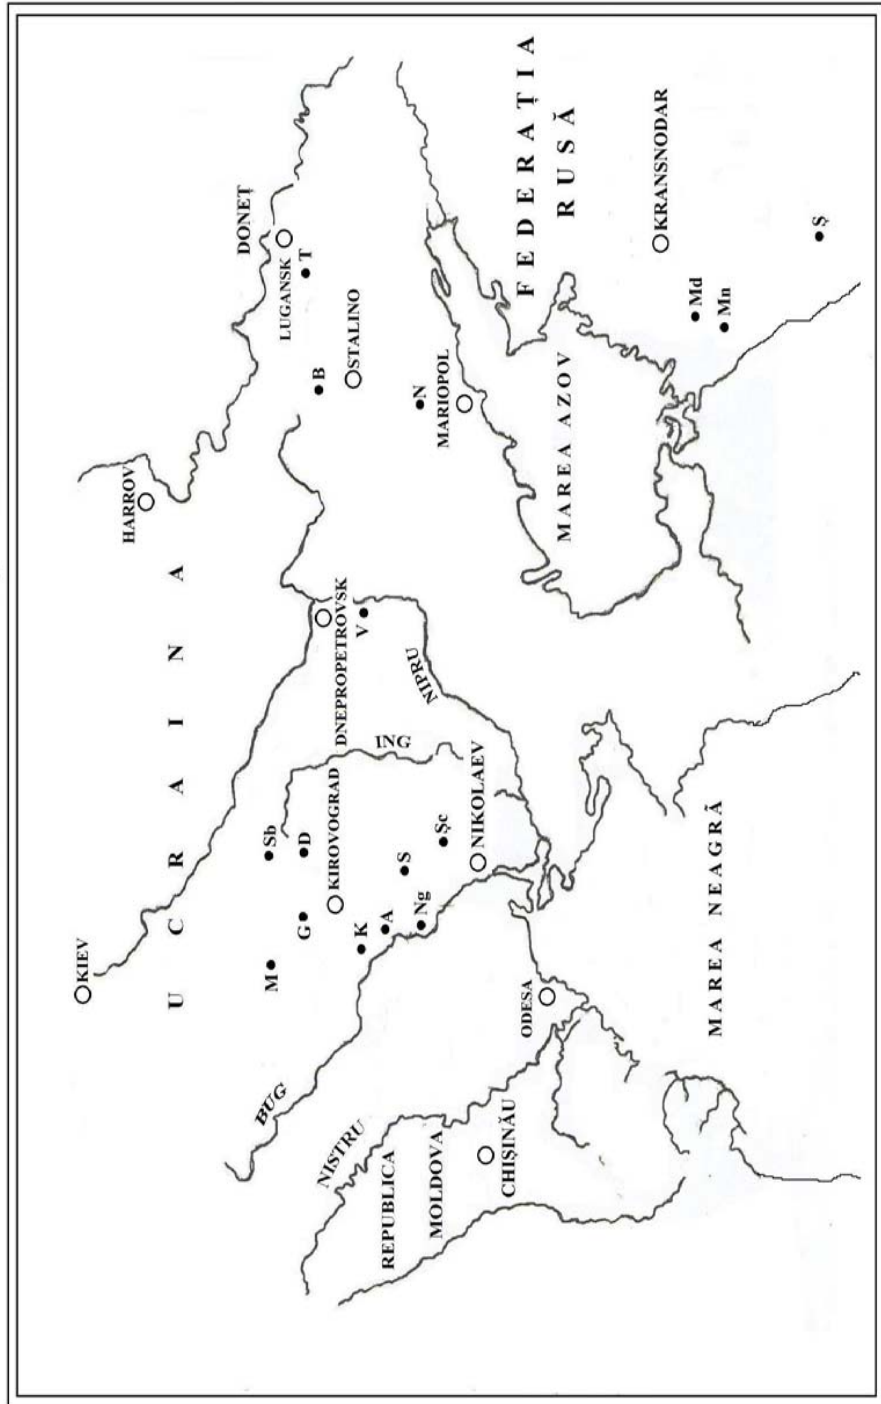 KIEV
HARROV
UCRAINA
DONEȚ
BUG
M
Sb
LUGANSK
G
D
T
B
KIROVOGRAD
DNEPROPETROVSK
NISTRU
STALINO
K
V
A
ING
REPUBLICA
MOLDOVA
S
N
Ng
NIPRU
Șc
MARIOPOL
NIKOLAEV
CHIȘINĂU
ODESA
FEDERAȚIA
RUSĂ
MAREA AZOV
KRANSNODAR
Md
MAREA NEAGRÃ
Mn
Ș